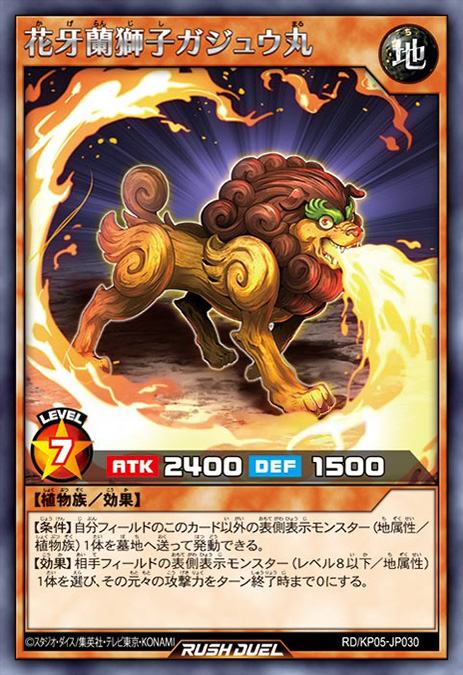 花牙蘭獅子ガジュウ丸
地
LEVEL
7
ATK 2400 DEF 1500
【植物族／効果】
【条件】自分フィールドのこのカード以外の表側表示モンスター（地属性／
植物族）1体を墓地へ送って発動できる。
【効果】相手フィールドの表側表示モンスター（レベル８以下／地属性）
1体を選び、その元々の攻撃力をターン終了時まで0にする。
©スタジオ・ダイス/集英社・テレビ東京・KONAMI
RUSH DUEL
RD/KP05-JP030